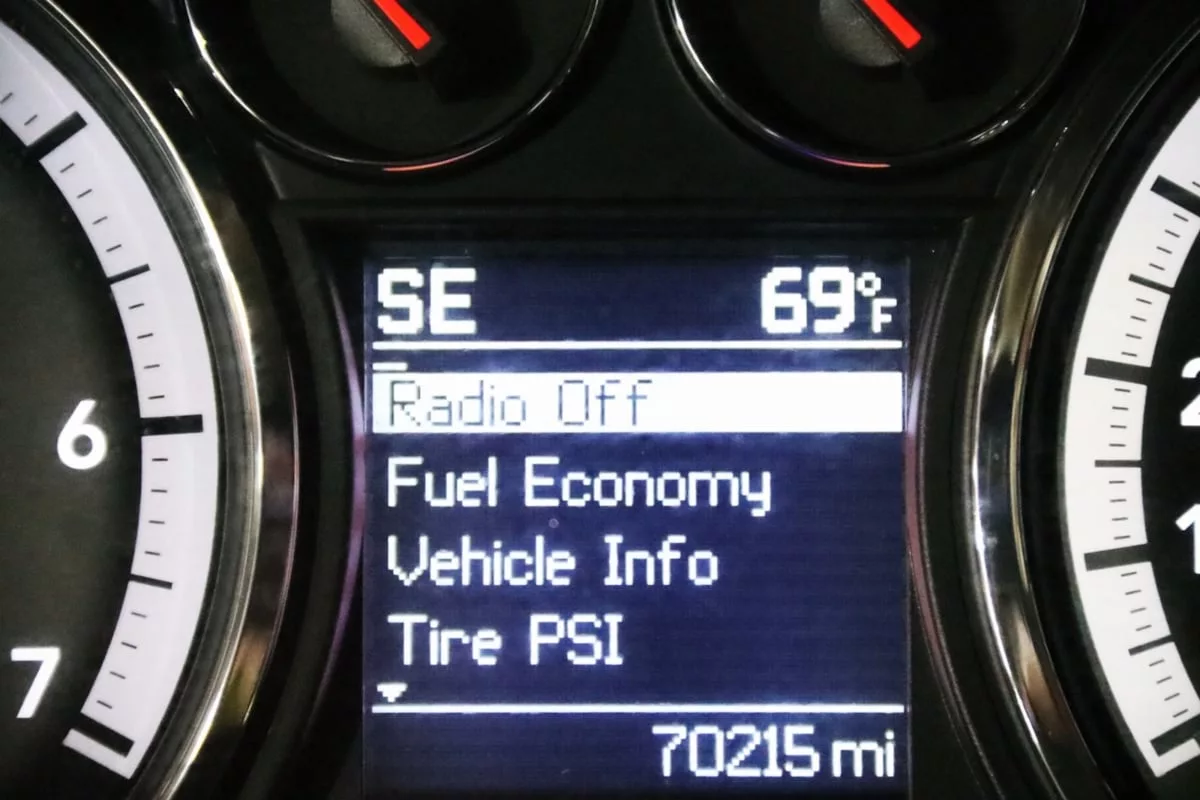 SE 69°F
Radio Off
Fuel Economy
Vehicle Info
Tire PSI
70215 mi
6
7